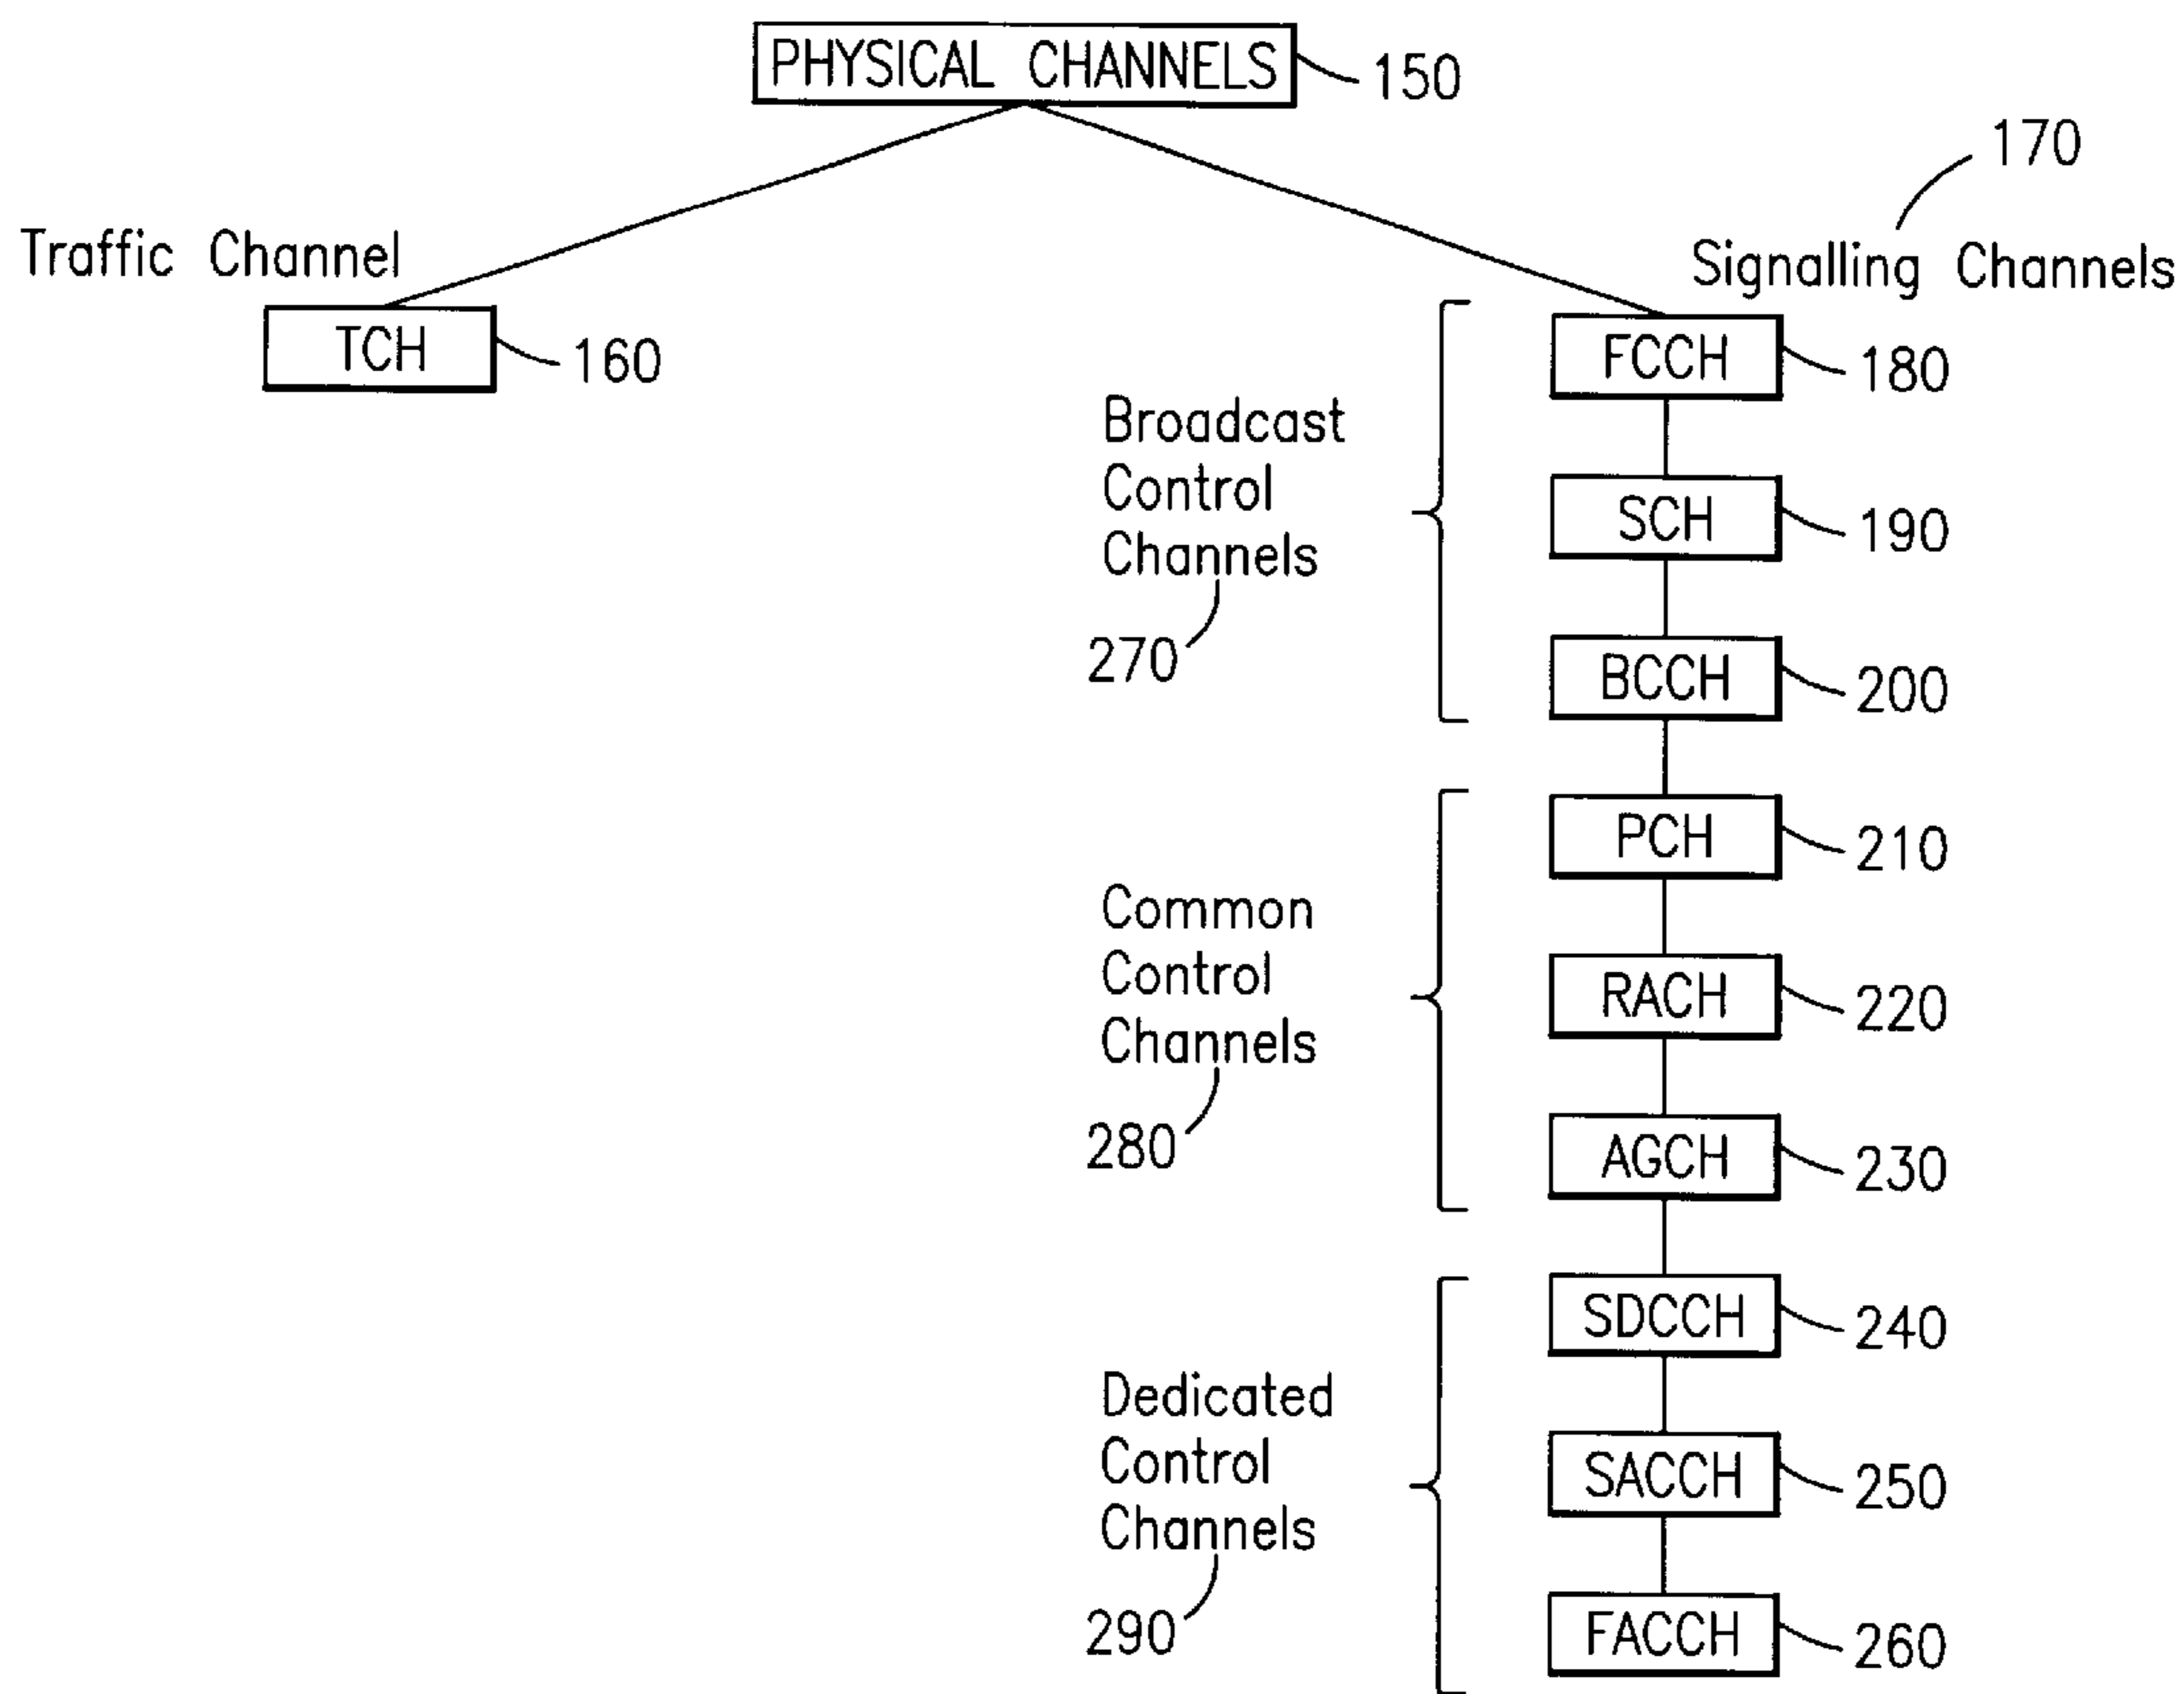 PHYSICAL CHANNELS
150
170
Traffic Channel
Signalling Channels
TCH
160
FCCH
180
Broadcast
Control
Channels
270
SCH
190
BCCH
200
PCH
210
Common
Control
Channels
280
RACH
220
AGCH
230
SDCCH
240
Dedicated
Control
Channels
290
SACCH
250
FACCH
260